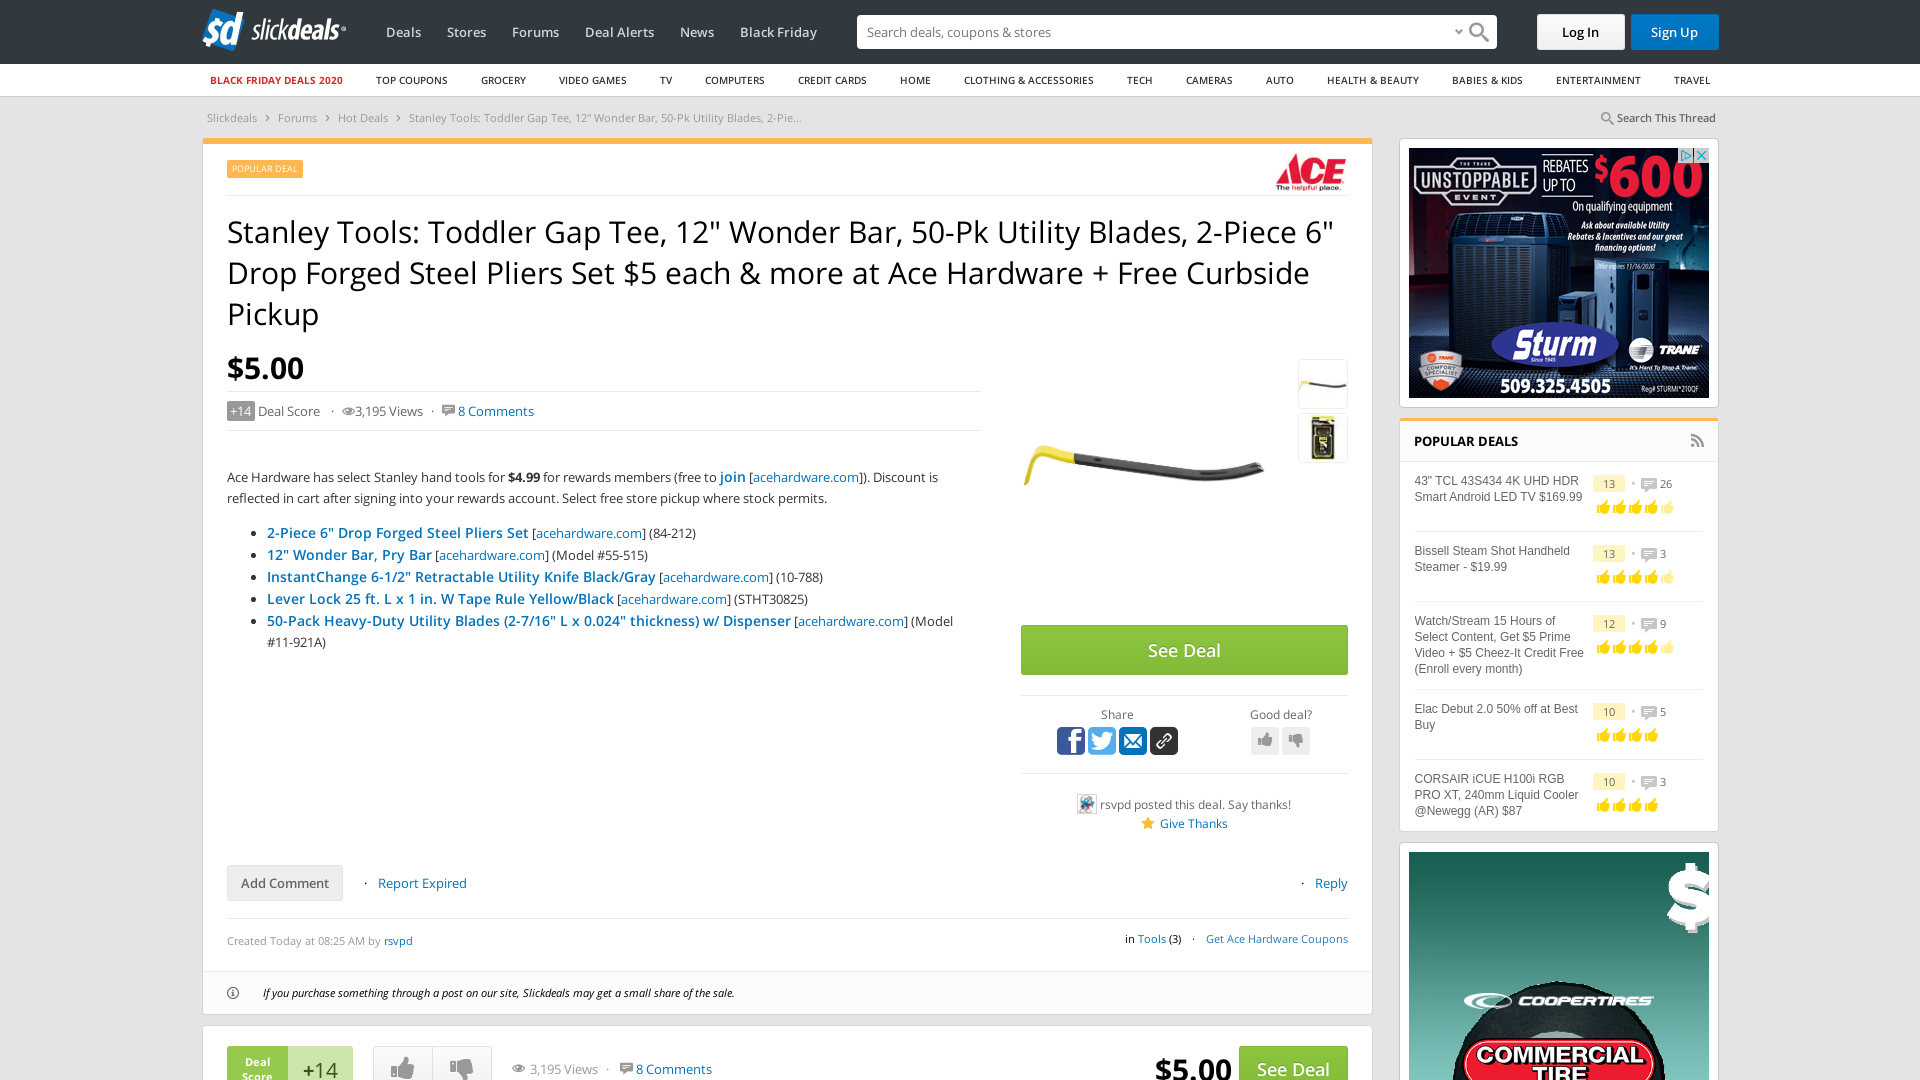 sd slickdeals
Deals
Stores
Forums
Deal Alerts
News
Black Friday
Search deals, coupons & shopping
Log In
Sign Up
BLACK FRIDAY DEALS 2020
TOP COUPONS
GROCERY
VIDEO GAMES
TV
COMPUTERS
CREDIT CARDS
HOME
CLOTHING & ACCESSORIES
TECH
CAMERAS
AUTO
HEALTH & BEAUTY
BABIES & KIDS
ENTERTAINMENT
TRAVEL
Slickdeals › Forums › Hot Deals › Stanley Tools: Toddler Gap Tee, 12" Wonder Bar, 50-Pk Utility Blades, 2-Pie...
Search This Thread
POPULAR DEAL
ACE
The helpful place.
Stanley Tools: Toddler Gap Tee, 12" Wonder Bar, 50-Pk Utility Blades, 2-Piece 6"
Drop Forged Steel Pliers Set $5 each & more at Ace Hardware + Free Curbside
Pickup
$5.00
+14 Deal Score · 3,195 Views · 8 Comments
Ace Hardware has select Stanley hand tools for $4.99 for rewards members (free to join [acehardware.com]). Discount is
reflected in cart after signing into your rewards account. Select free store pickup where stock permits.
• 2-Piece 6" Drop Forged Steel Pliers Set [acehardware.com] (84-212)
• 12" Wonder Bar, Pry Bar [acehardware.com] (Model #55-515)
• InstantChange 6-1/2" Retractable Utility Knife Black/Gray [acehardware.com] (10-788)
• Lever Lock 25 ft. L x 1 in. W Tape Rule Yellow/Black [acehardware.com] (STHT30825)
• 50-Pack Heavy-Duty Utility Blades (2-7/16" L x 0.024" thickness) w/ Dispenser [acehardware.com] (Model
#11-921A)
See Deal
Share
Good deal?
rsvpd posted this deal. Say thanks!
Give Thanks
Add Comment
· Report Expired
· Reply
Created Today at 08:25 AM by rsvpd
in Tools (3) · Get Ace Hardware Coupons
If you purchase something through a post on our site, Slickdeals may get a small share of the sale.
Deal
Score
+14
3,195 Views · 8 Comments
$5.00
See Deal
THE TRANE
UNSTOPPABLE
EVENT
REBATES
UP TO
$600
On qualifying equipment
Ask about available Utility
Rebates & Incentives and our great
financing options!
Offer expires 11/16/2020
Sturm
Since 1945
TRANE
COMFORT
SPECIALIST
TRANE
It's Hard To Stop A Trane.
509.325.4505
Reg# STURMI*210QF
POPULAR DEALS
43" TCL 43S434 4K UHD HDR
Smart Android LED TV $169.99
13 • 26
Bissell Steam Shot Handheld
Steamer - $19.99
13 • 3
Watch/Stream 15 Hours of
Select Content, Get $5 Prime
Video + $5 Cheez-It Credit Free
(Enroll every month)
12 • 9
Elac Debut 2.0 50% off at Best
Buy
10 • 5
CORSAIR iCUE H100i RGB
PRO XT, 240mm Liquid Cooler
@Newegg (AR) $87
10 • 3
$
COOPERTIRES
COMMERCIAL
TIRE